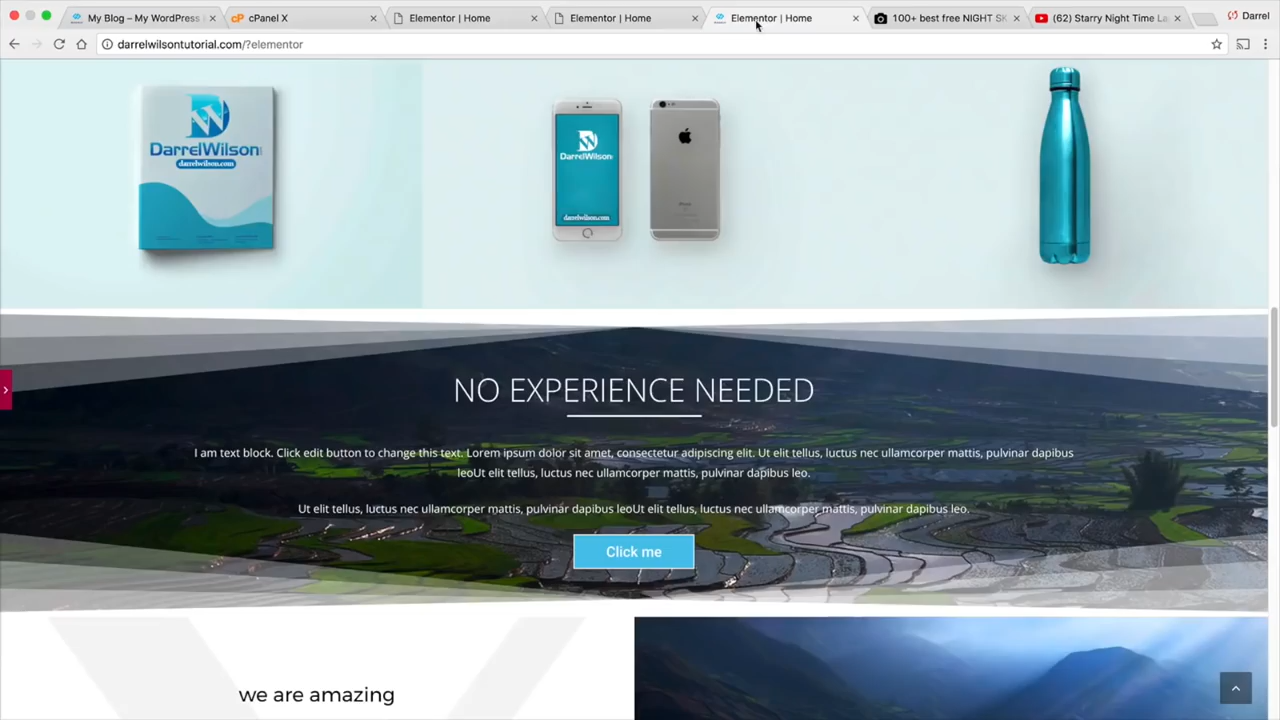 My Blog – My WordPress
cPanel X
Elementor | Home
Elementor | Home
Elementor | Home
100+ best free NIGHT SK
(62) Starry Night Time La
Darrel
darrelwilsontutorial.com/?elementor
DW
DarrelWilson
darrelwilson.com
DW
DarrelWilson
darrelwilson.com
iPhone
NO EXPERIENCE NEEDED
I am text block. Click edit button to change this text. Lorem ipsum dolor sit amet, consectetur adipiscing elit. Ut elit tellus, luctus nec ullamcorper mattis, pulvinar dapibus
leoUt elit tellus, luctus nec ullamcorper mattis, pulvinar dapibus leo.
Ut elit tellus, luctus nec ullamcorper mattis, pulvinar dapibus leoUt elit tellus, luctus nec ullamcorper mattis, pulvinar dapibus leo.
Click me
we are amazing